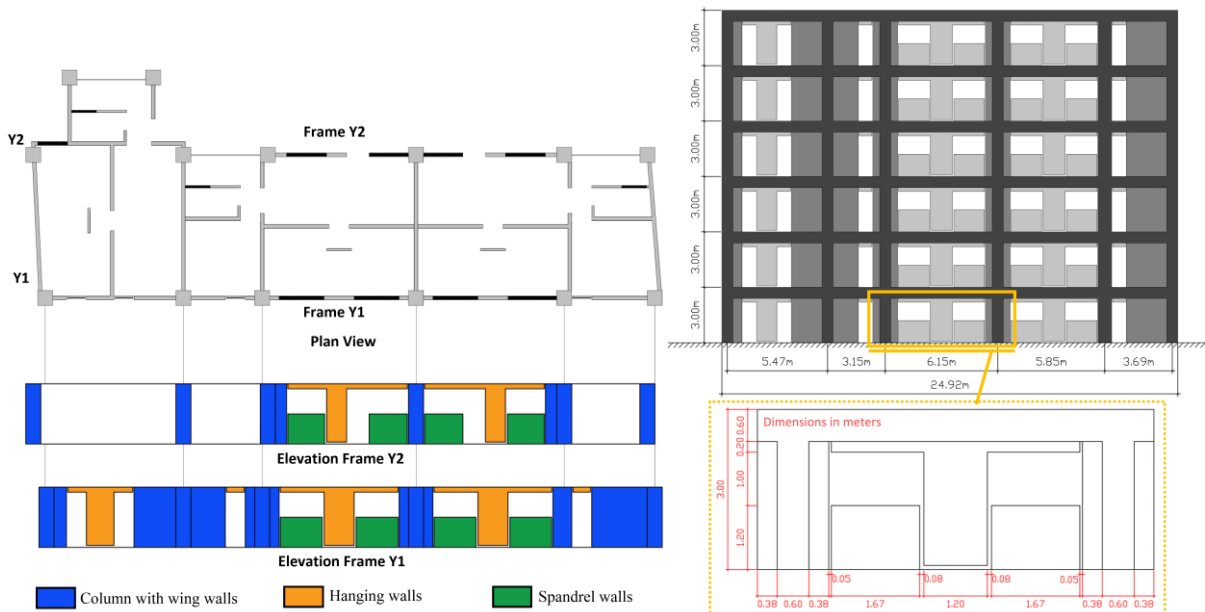 Y2
Frame Y2
Y1
Frame Y1
Plan View
Elevation Frame Y2
Elevation Frame Y1
Column with wing walls
Hanging walls
Spandrel walls
3.00m
3.00m
3.00m
3.00m
3.00m
3.00m
5.47m 3.15m 6.15m 5.85m 3.69m
24.92m
Dimensions in meters
0.60
0.20
1.00
3.00
1.20
0.05 0.08 0.08 0.05
0.38 0.60 0.38 1.67 1.20 1.67 0.38 0.60 0.38